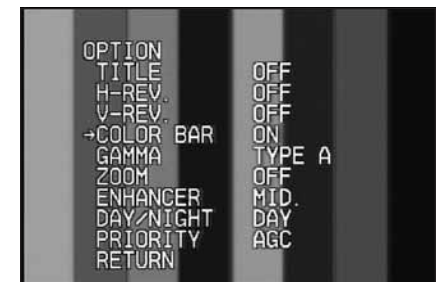 OPTION
TITLE OFF
H-REV. OFF
V-REV. OFF
→COLOR BAR ON
GAMMA TYPE A
ZOOM OFF
ENHANCER MID.
DAY/NIGHT DAY
PRIORITY AGC
RETURN